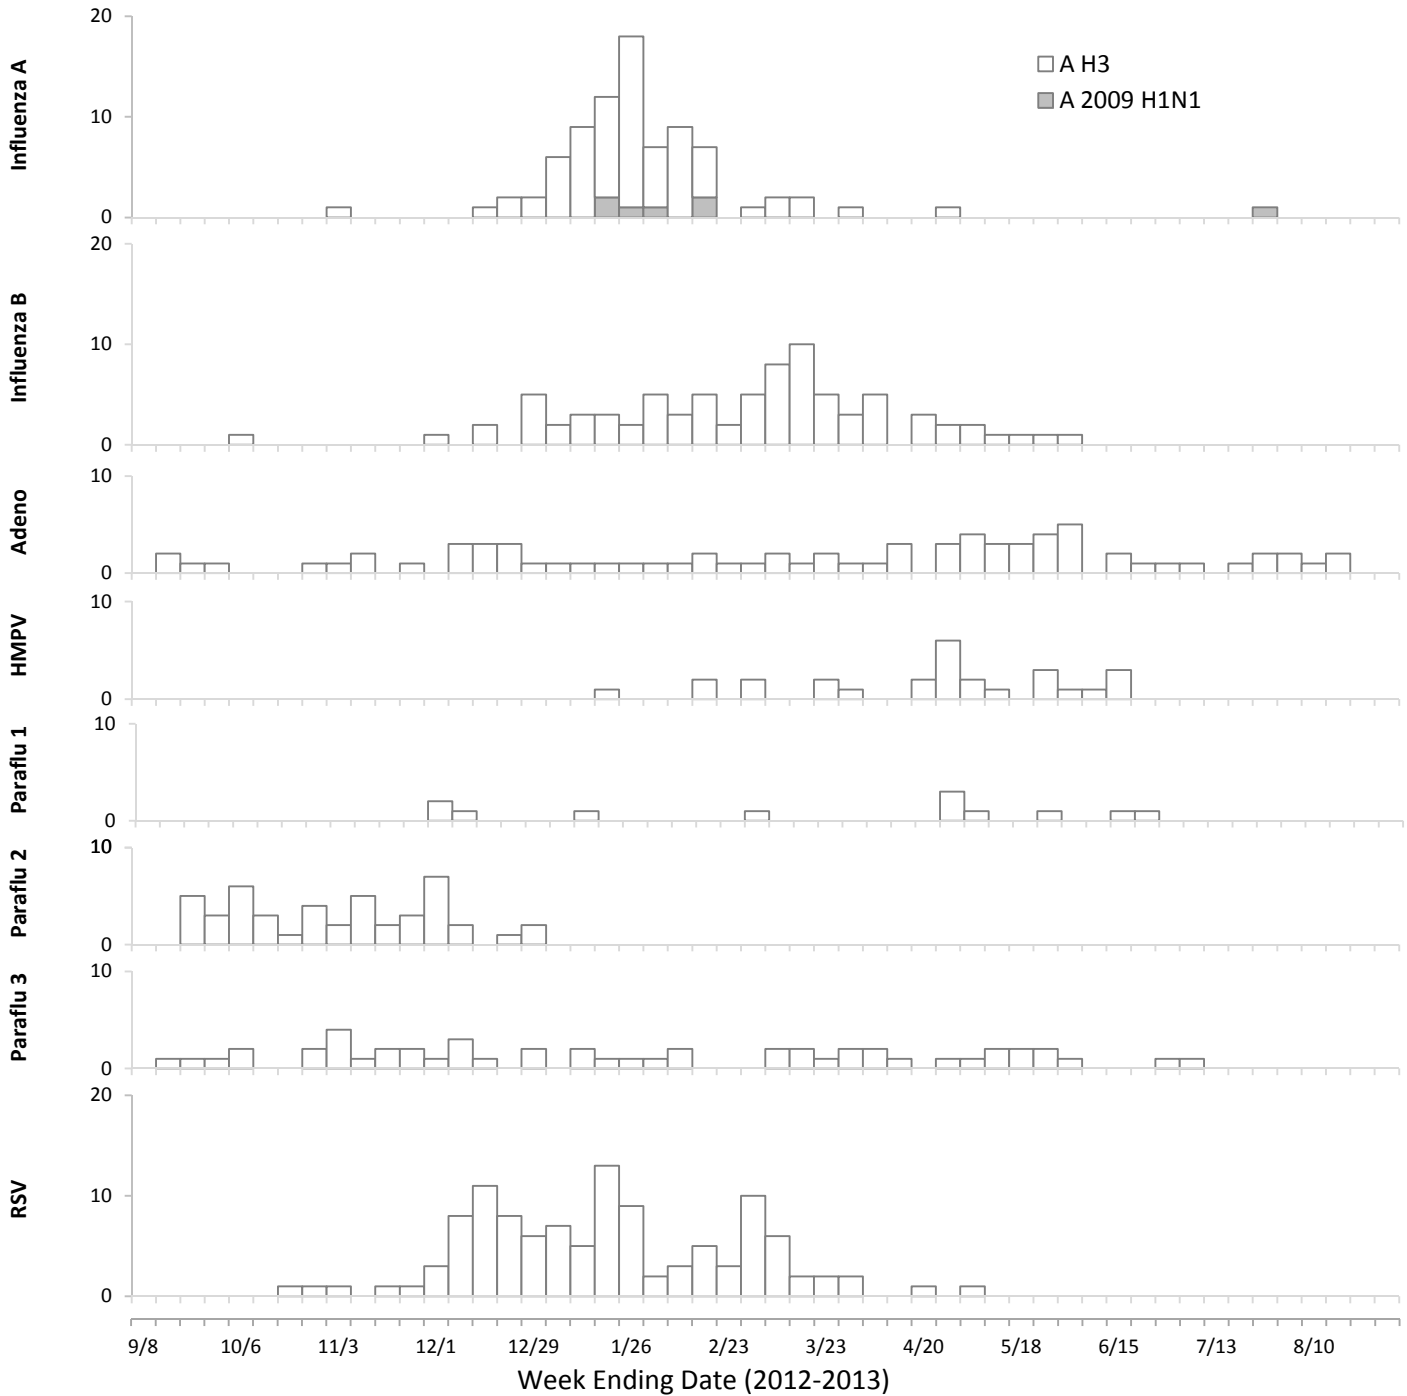 Influenza A
20
10
0
A H3
A 2009 H1N1
Influenza B
20
10
0
Adeno
10
0
HMPV
10
0
Paraflu 1
10
0
Paraflu 2
10
0
Paraflu 3
10
0
RSV
20
10
0
9/8 10/6 11/3 12/1 12/29 1/26 2/23 3/23 4/20 5/18 6/15 7/13 8/10
Week Ending Date (2012-2013)